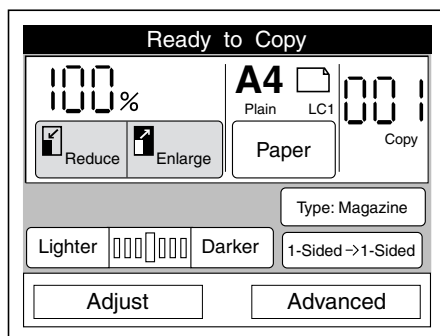 Ready to Copy
100%
A4
Plain LC1
001
Copy
Reduce Enlarge
Paper
Type: Magazine
Lighter Darker
1-Sided->1-Sided
Adjust Advanced